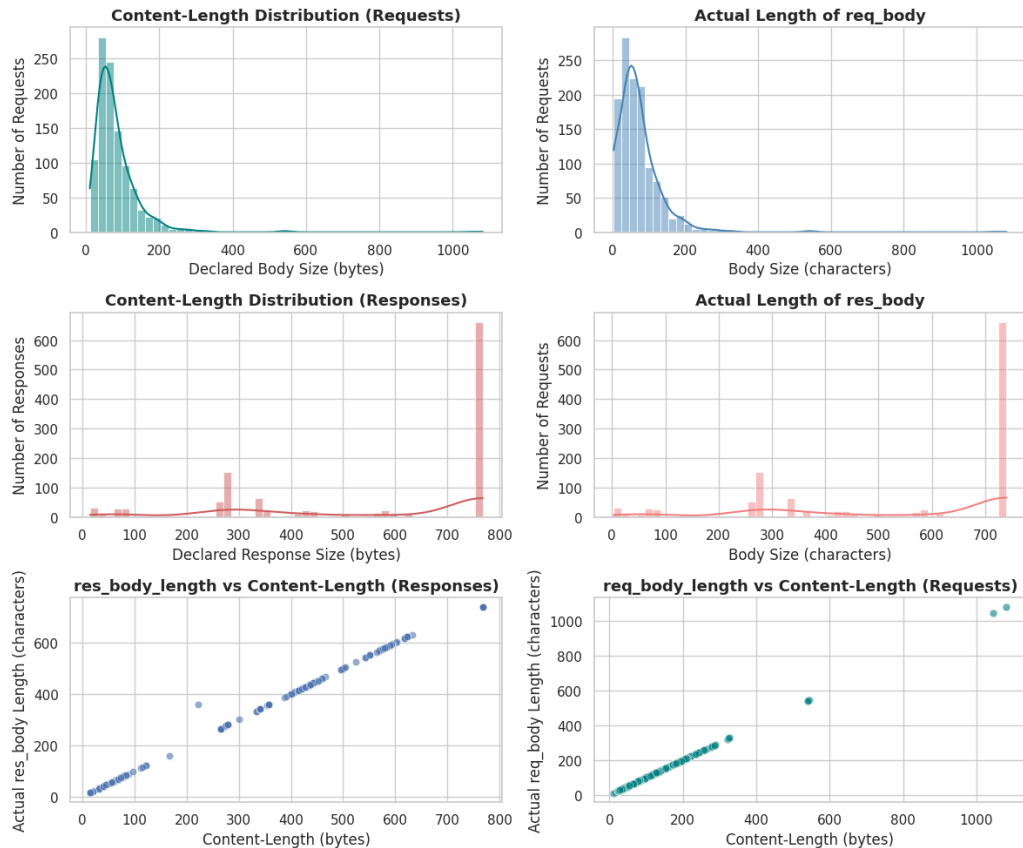 Content-Length Distribution (Requests)
Number of Requests
250
200
150
100
50
0
0 200 400 600 800 1000
Declared Body Size (bytes)
Actual Length of req_body
Number of Requests
250
200
150
100
50
0
0 200 400 600 800 1000
Body Size (characters)
Content-Length Distribution (Responses)
Number of Responses
600
500
400
300
200
100
0
0 100 200 300 400 500 600 700 800
Declared Response Size (bytes)
Actual Length of res_body
Number of Requests
600
500
400
300
200
100
0
0 100 200 300 400 500 600 700
Body Size (characters)
res_body_length vs Content-Length (Responses)
Actual res_body Length (characters)
600
400
200
0
0 100 200 300 400 500 600 700 800
Content-Length (bytes)
req_body_length vs Content-Length (Requests)
Actual req_body Length (characters)
1000
800
600
400
200
0
0 200 400 600 800 1000
Content-Length (bytes)